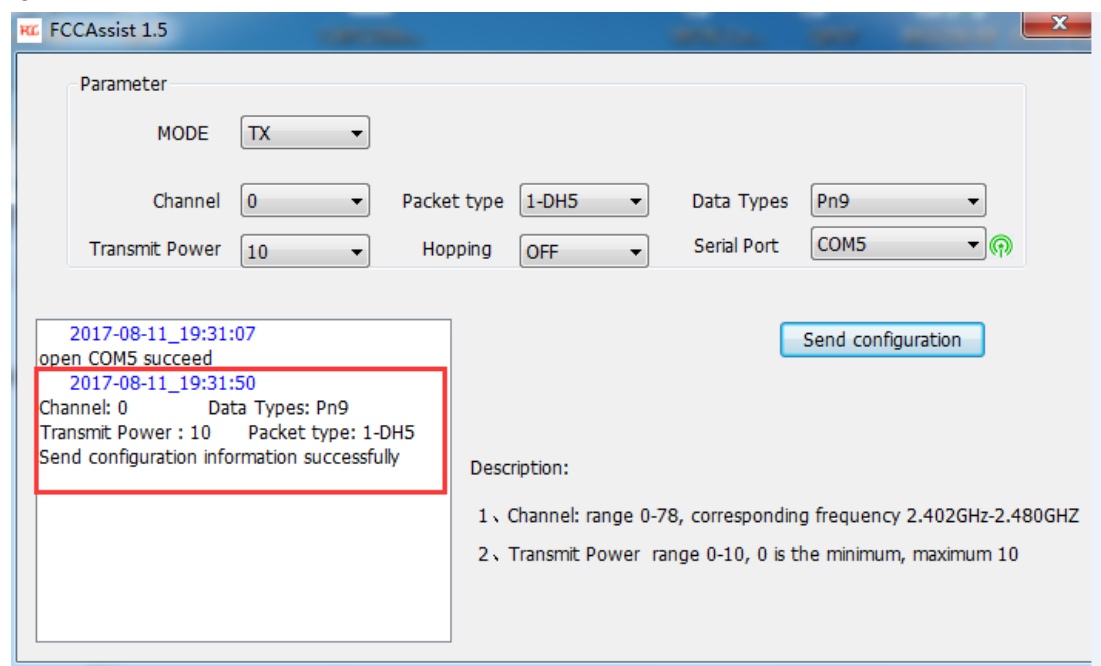 FCC FCCAssist 1.5
Parameter
MODE TX
Channel 0 Packet type 1-DH5 Data Types Pn9
Transmit Power 10 Hopping OFF Serial Port COM5
2017-08-11_19:31:07
open COM5 succeed
2017-08-11_19:31:50
Channel: 0 Data Types: Pn9
Transmit Power : 10 Packet type: 1-DH5
Send configuration information successfully
Send configuration
Description:
1、Channel: range 0-78, corresponding frequency 2.402GHz-2.480GHZ
2、Transmit Power range 0-10, 0 is the minimum, maximum 10